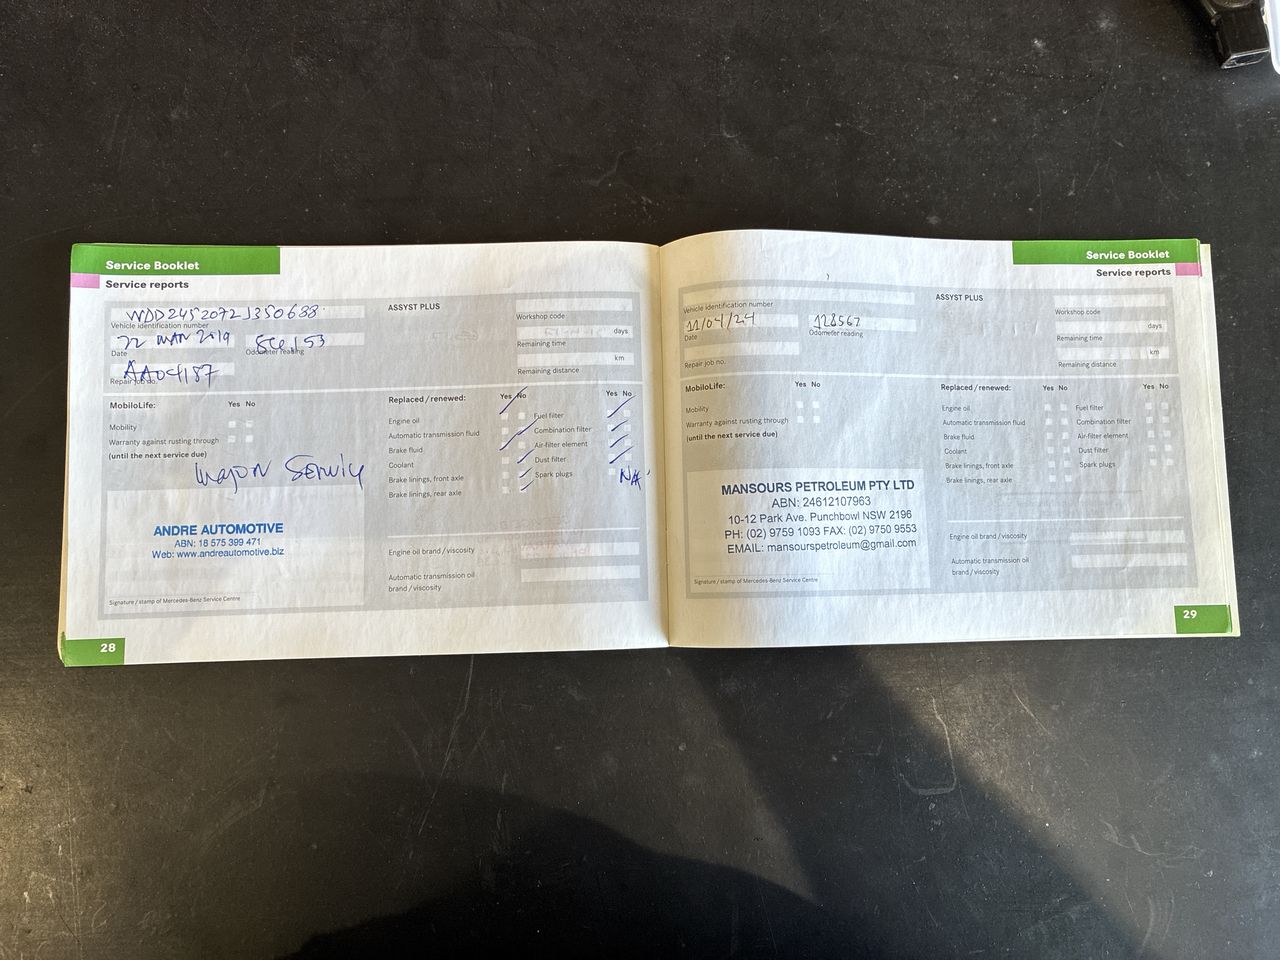 Service Booklet
Service reports
WDD2452072J350688
Vehicle identification number
22 MAR 2019
Date
Odometer reading
AA04187
Repair job no.
ASSYST PLUS
Workshop code
days
Remaining time
km
Remaining distance
MobiloLife:
Yes No
Mobility
Warranty against rusting through
(until the next service due)
Major Service
ANDRE AUTOMOTIVE
ABN: 18 575 399 471
Web: www.andreautomotive.biz
Signature / stamp of Mercedes-Benz Service Centre
Replaced / renewed:
Yes No
Engine oil
Automatic transmission fluid
Brake fluid
Coolant
Brake linings, front axle
Brake linings, rear axle
Yes No
Fuel filter
Combination filter
Air-filter element
Dust filter
Spark plugs
NA
Engine oil brand / viscosity
Automatic transmission oil
brand / viscosity
28
Service Booklet
Service reports
Vehicle identification number
11/04/24
Date
128567
Odometer reading
Repair job no.
ASSYST PLUS
Workshop code
days
Remaining time
km
Remaining distance
MobiloLife:
Yes No
Mobility
Warranty against rusting through
(until the next service due)
MANSOURS PETROLEUM PTY LTD
ABN: 24612107963
10-12 Park Ave. Punchbowl NSW 2196
PH: (02) 9759 1093 FAX: (02) 9750 9553
EMAIL: mansourspetroleum@gmail.com
Signature / stamp of Mercedes-Benz Service Centre
Replaced / renewed:
Yes No
Engine oil
Automatic transmission fluid
Brake fluid
Coolant
Brake linings, front axle
Brake linings, rear axle
Yes No
Fuel filter
Combination filter
Air-filter element
Dust filter
Spark plugs
Engine oil brand / viscosity
Automatic transmission oil
brand / viscosity
29